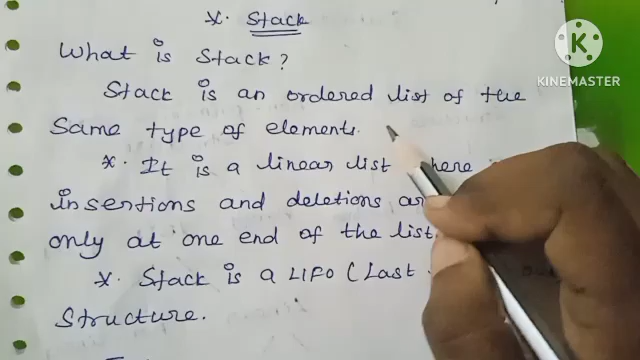 * Stack
What is Stack?
Stack is an ordered list of the
Same type of elements.
* It is a linear list here
insertions and deletions
only at one end of the list.
* Stack is a LIFO (Last
Structure.
K
KINEMASTER